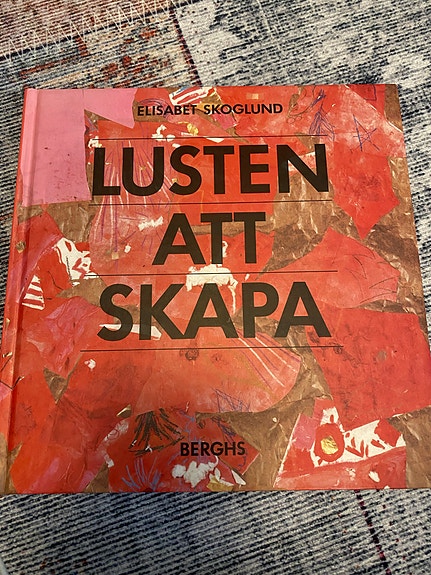 ELISABET SKOGLUND
LUSTEN
ATT
SKAPA
BERGHS